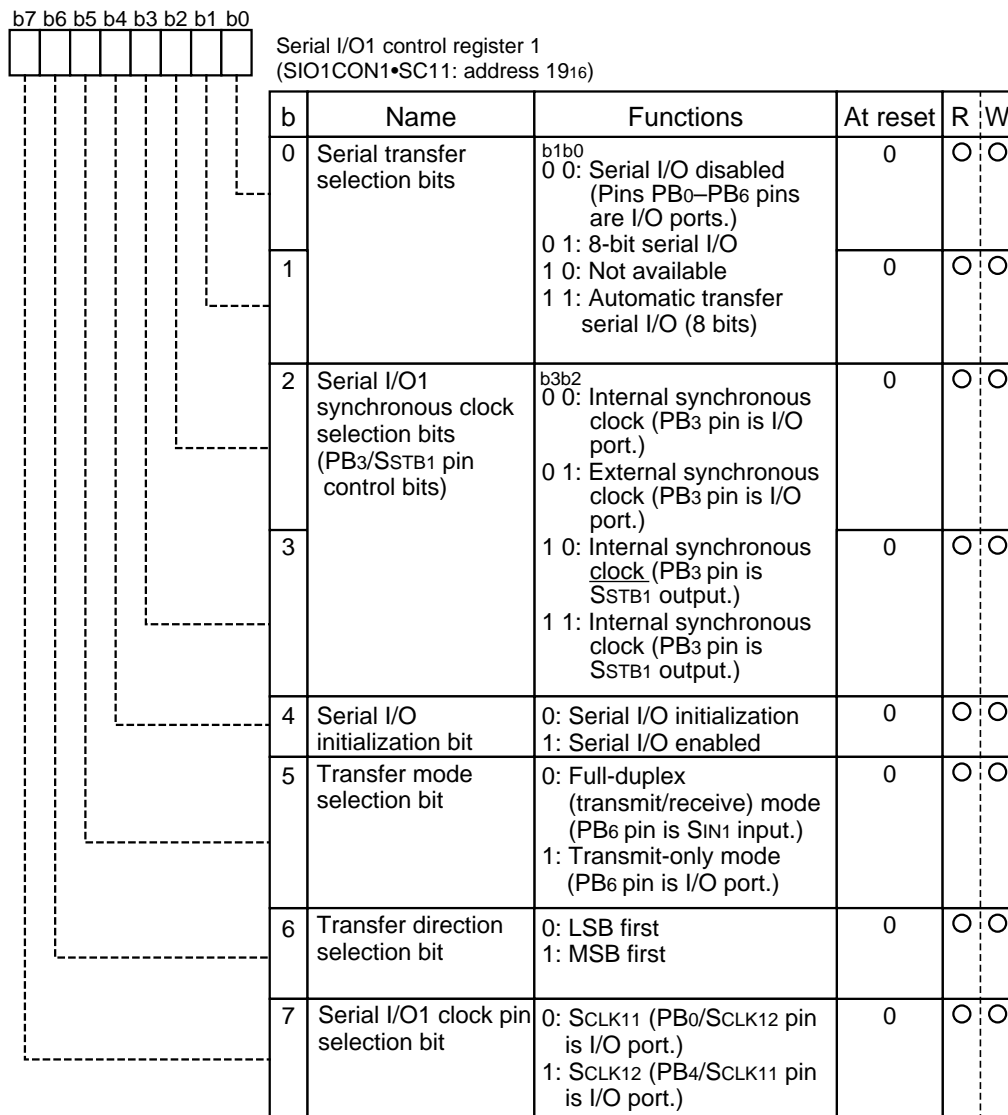 b7 b6 b5 b4 b3 b2 b1 b0
Serial I/O1 control register 1
(SIO1CON1•SC11: address 1916)
b Name Functions At reset R W
0 Serial transfer
selection bits
b1b0
0 0: Serial I/O disabled
(Pins PB0–PB6 pins
are I/O ports.)
0 1: 8-bit serial I/O
1 0: Not available
1 1: Automatic transfer
serial I/O (8 bits)
0
1
0
2 Serial I/O1
synchronous clock
selection bits
(PB3/SSTB1 pin
control bits)
b3b2
0 0: Internal synchronous
clock (PB3 pin is I/O
port.)
0 1: External synchronous
clock (PB3 pin is I/O
port.)
1 0: Internal synchronous
clock (PB3 pin is
SSTB1 output.)
1 1: Internal synchronous
clock (PB3 pin is
SSTB1 output.)
0
3
0
4 Serial I/O
initialization bit
0: Serial I/O initialization
1: Serial I/O enabled
0
5 Transfer mode
selection bit
0: Full-duplex
(transmit/receive) mode
(PB6 pin is SIN1 input.)
1: Transmit-only mode
(PB6 pin is I/O port.)
0
6 Transfer direction
selection bit
0: LSB first
1: MSB first
0
7 Serial I/O1 clock pin
selection bit
0: SCLK11 (PB0/SCLK12 pin
is I/O port.)
1: SCLK12 (PB4/SCLK11 pin
is I/O port.)
0